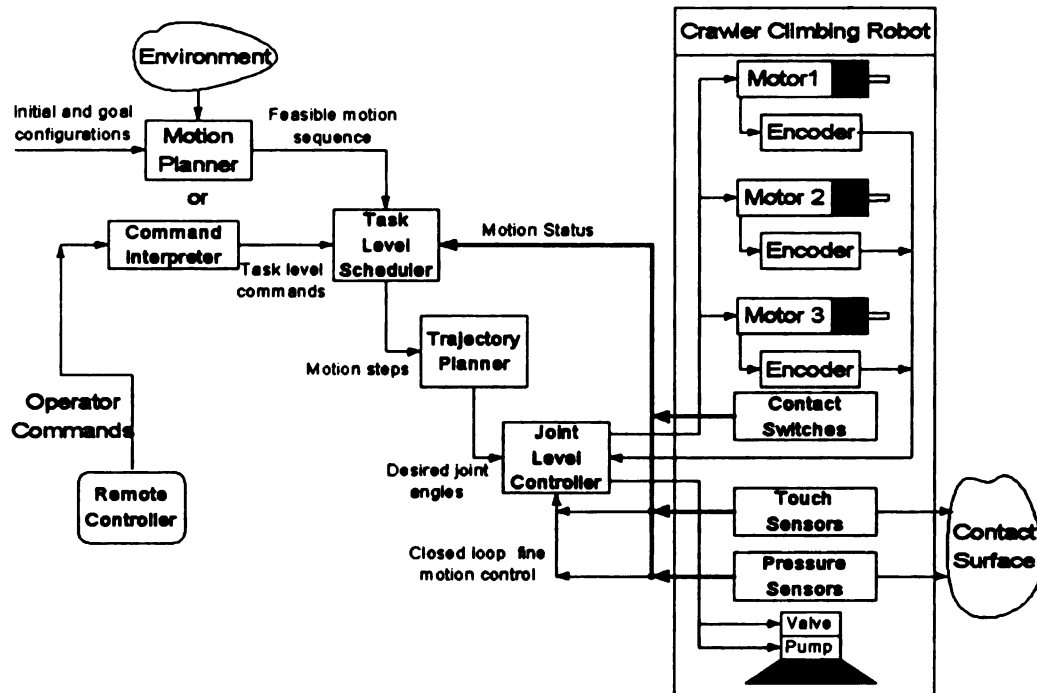 Crawler Climbing Robot
Environment
Initial and goal
configurations
Motion
Planner
Feasible motion
sequence
or
Command
Interpreter
Task level
commands
Task
Level
Scheduler
Motion Status
Motion steps
Trajectory
Planner
Operator
Commands
Remote
Controller
Desired joint
angles
Joint
Level
Controller
Closed loop fine
motion control
Motor1
Encoder
Motor 2
Encoder
Motor 3
Encoder
Contact
Switches
Touch
Sensors
Pressure
Sensors
Valve
Pump
Contact
Surface